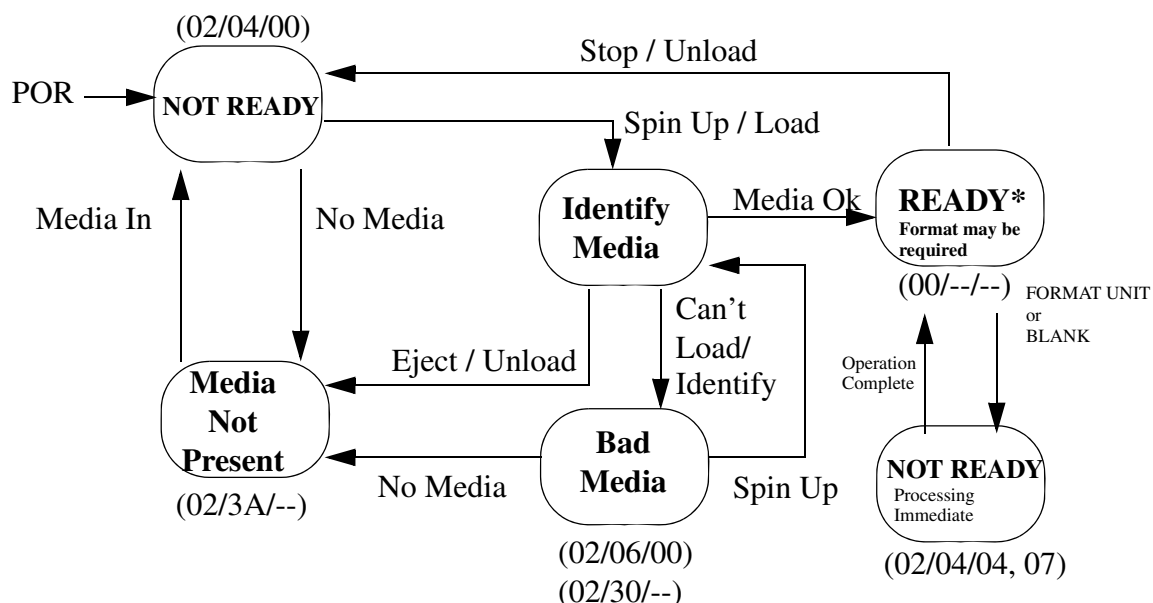 (02/04/00)
Stop / Unload
POR
NOT READY
Spin Up / Load
Media In
No Media
Identify
Media
Media Ok
READY*
Format may be
required
(00/--/--)
FORMAT UNIT
or
BLANK
Can't
Load/
Identify
Eject / Unload
Operation
Complete
Media
Not
Present
(02/3A/--)
No Media
Bad
Media
Spin Up
NOT READY
Processing
Immediate
(02/04/04, 07)
(02/06/00)
(02/30/--)